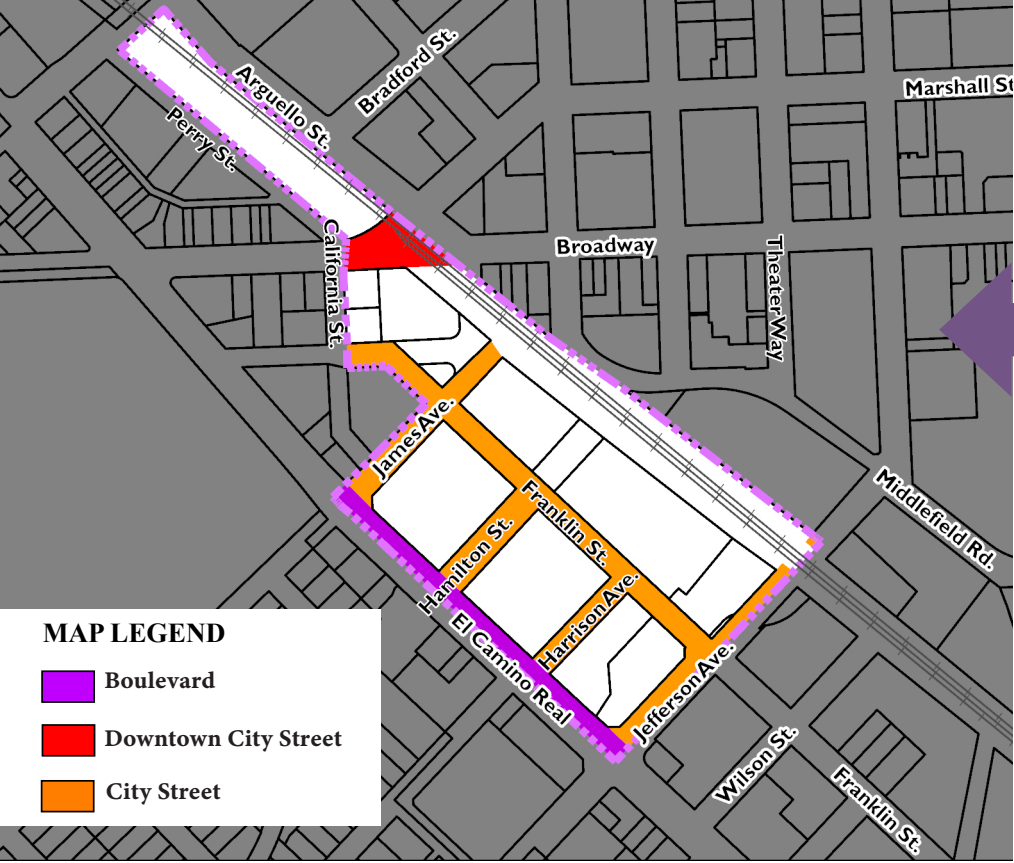 Bradford St.
Arguello St.
Marshall St
Perry St.
California St.
Broadway
Theater Way
James Ave.
Franklin St.
Middlefield Rd.
Hamilton St.
Harrison Ave.
El Camino Real
Jefferson Ave.
Wilson St.
Franklin St.
MAP LEGEND
Boulevard
Downtown City Street
City Street